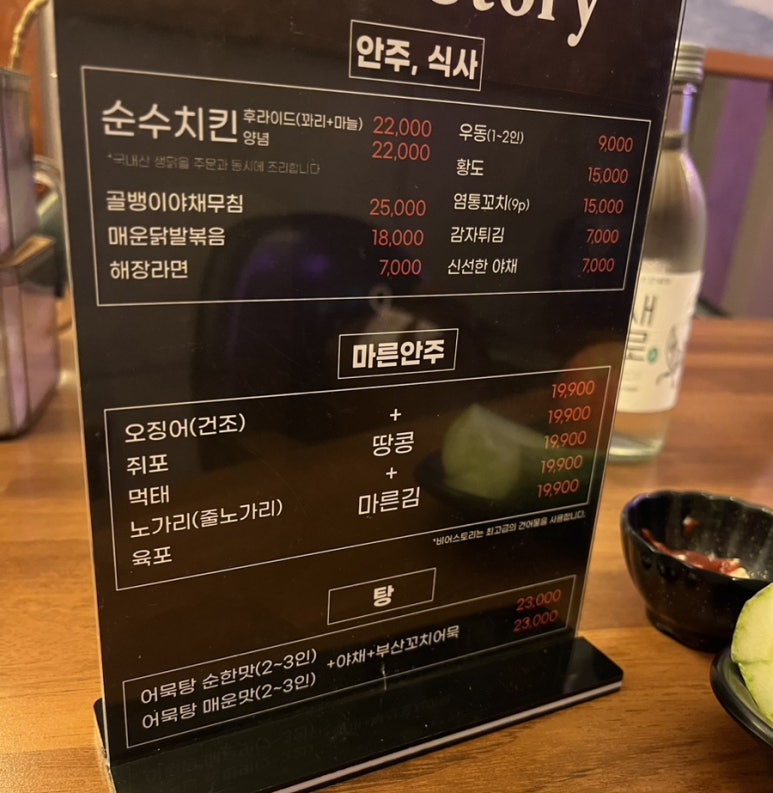 story
안주, 식사
순수치킨 후라이드(꽈리+마늘) 22,000
양념 22,000
*국내산 생닭을 주문과 동시에 조리합니다
골뱅이야채무침 25,000
매운닭발볶음 18,000
해장라면 7,000
우동(1~2인) 9,000
황도 15,000
염통꼬치(9p) 15,000
감자튀김 7,000
신선한 야채 7,000
마른안주
오징어(건조) 19,900
쥐포 19,900
먹태 19,900
노가리(줄노가리) 19,900
육포 19,900
+
땅콩
+
마른김
*비어스토리는 최고급의 건어물을 사용합니다.
탕
어묵탕 순한맛(2~3인) 23,000
어묵탕 매운맛(2~3인) 23,000
+야채+부산꼬치어묵
새